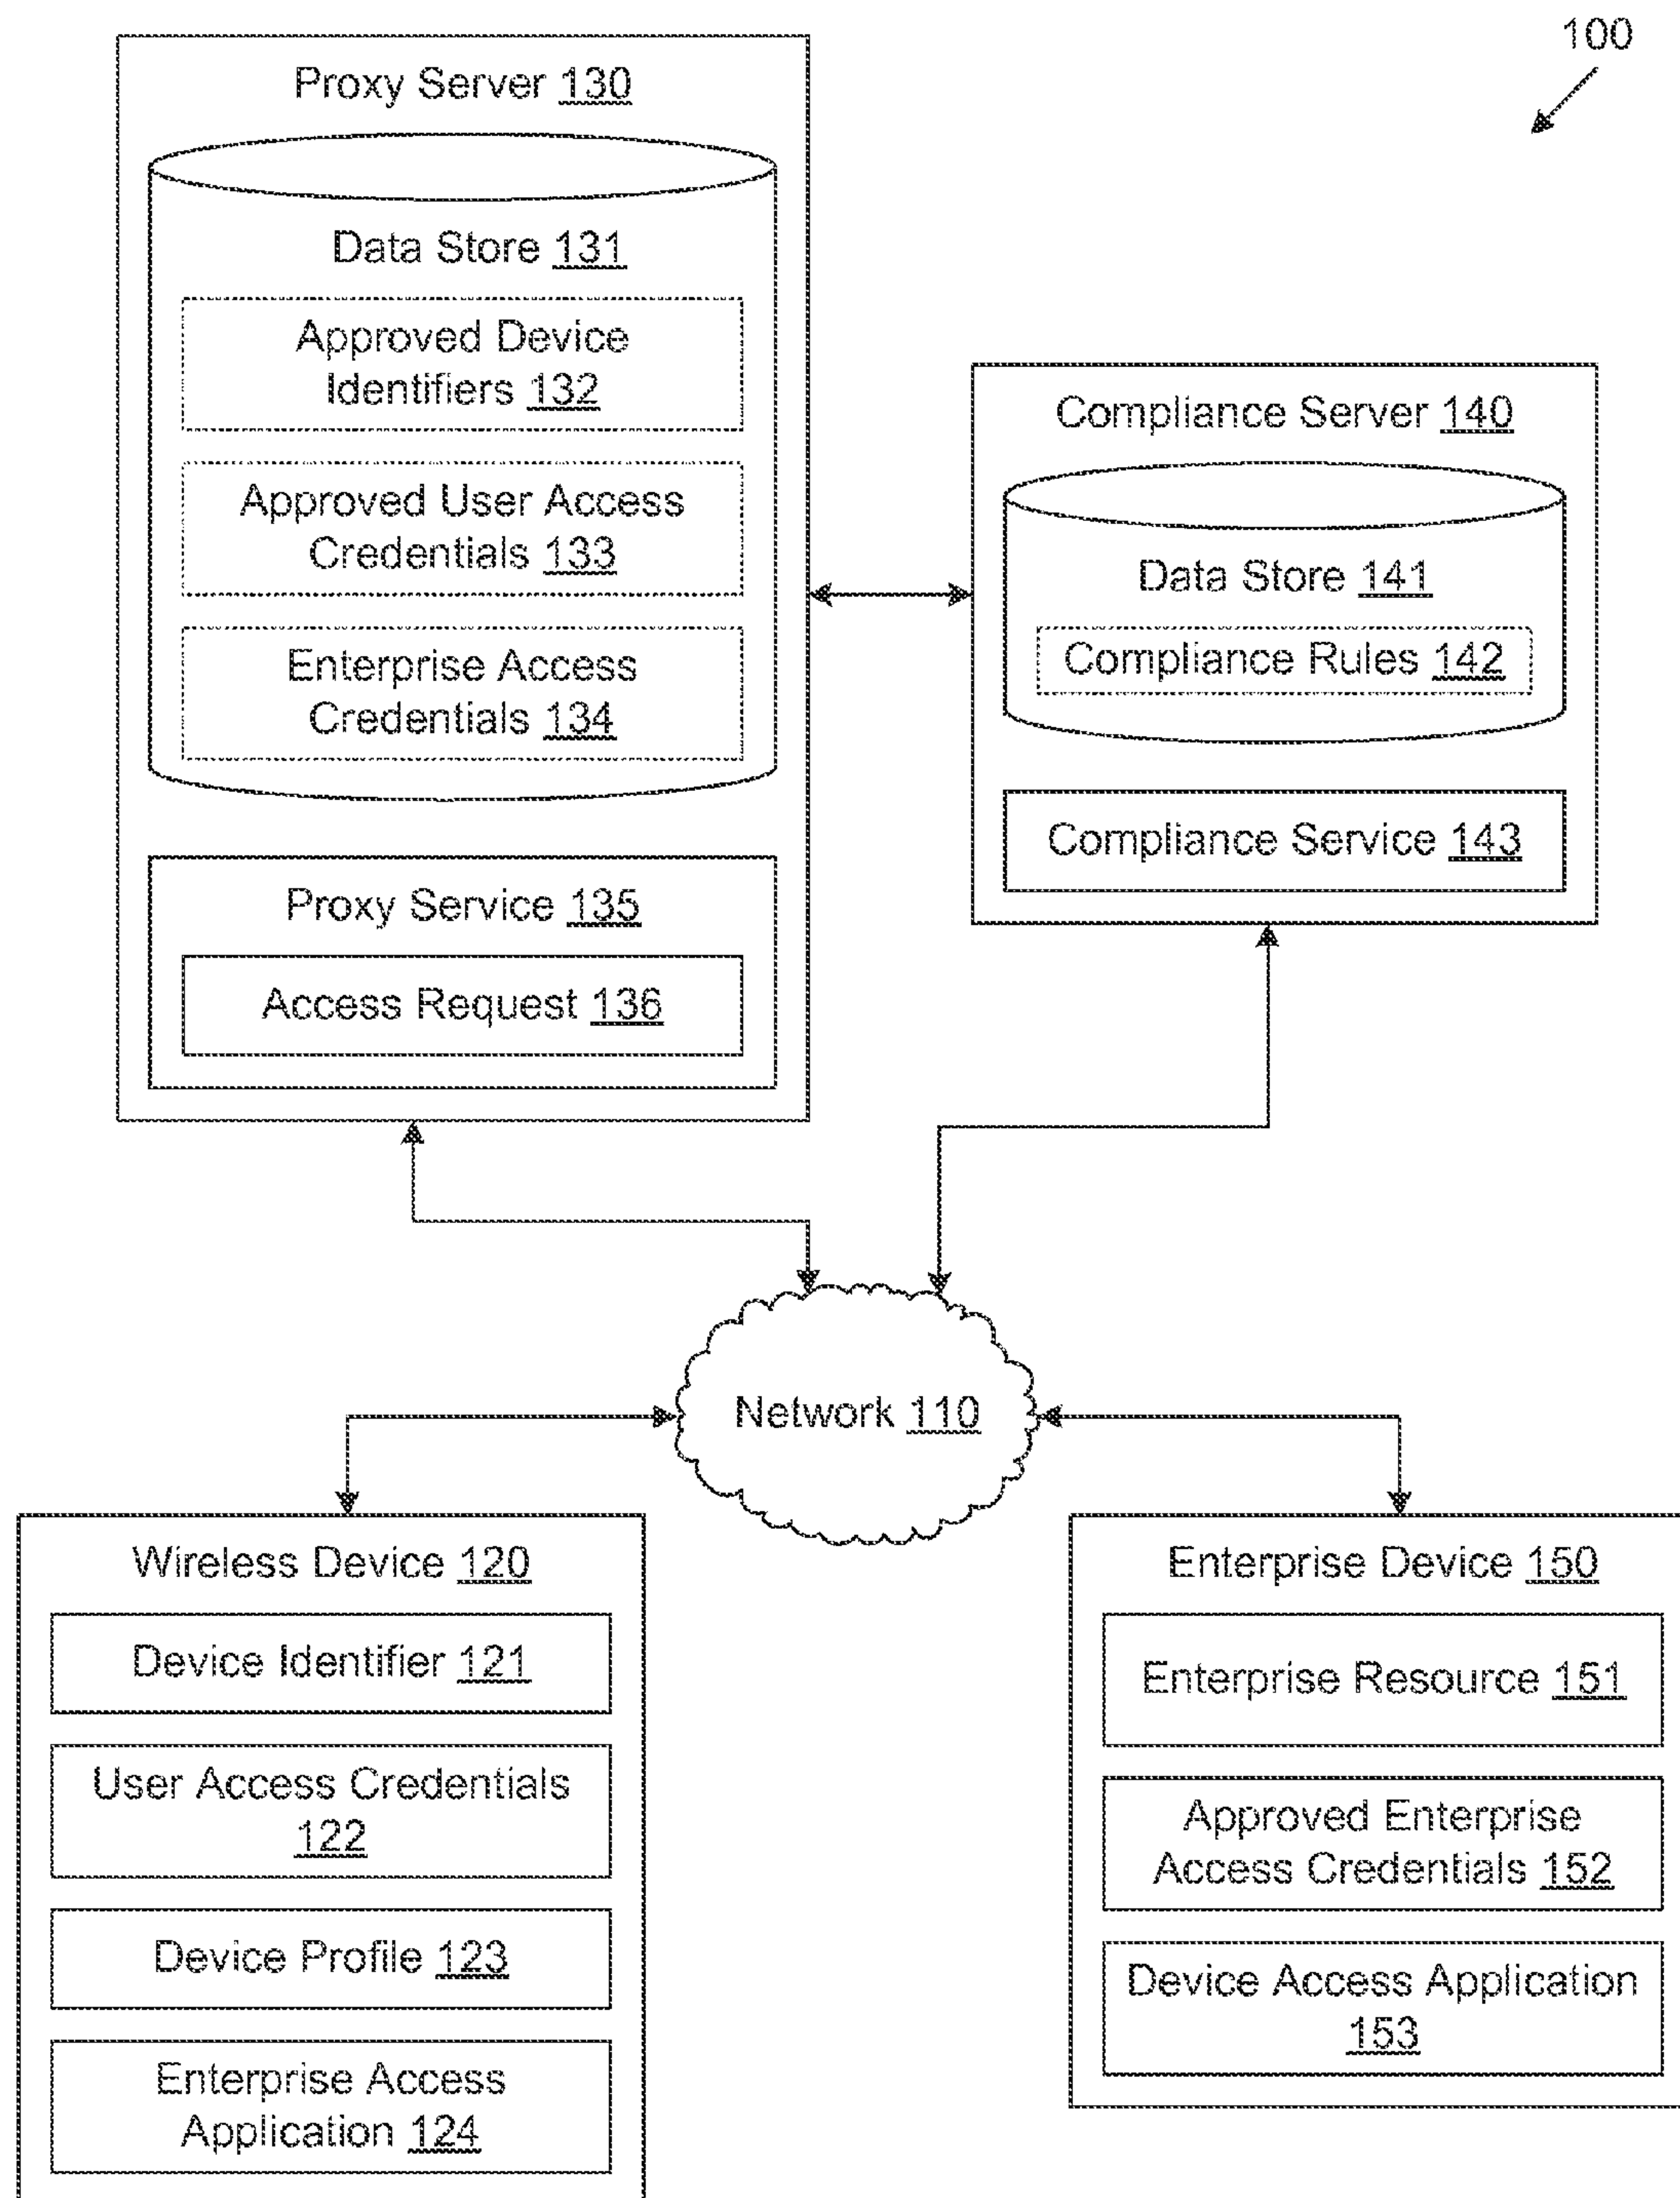 100
Proxy Server 130
Data Store 131
Approved Device
Identifiers 132
Approved User Access
Credentials 133
Enterprise Access
Credentials 134
Proxy Service 135
Access Request 136
Compliance Server 140
Data Store 141
Compliance Rules 142
Compliance Service 143
Network 110
Wireless Device 120
Device Identifier 121
User Access Credentials
122
Device Profile 123
Enterprise Access
Application 124
Enterprise Device 150
Enterprise Resource 151
Approved Enterprise
Access Credentials 152
Device Access Application
153